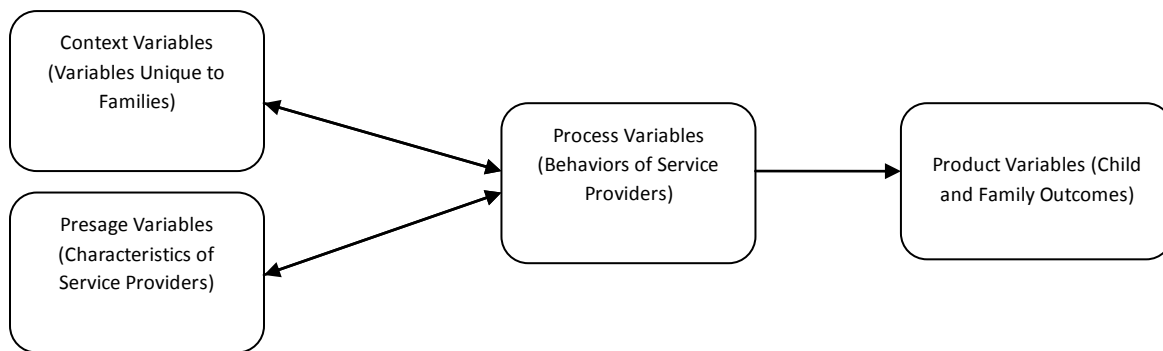 Context Variables
(Variables Unique to
Families)
Presage Variables
(Characteristics of
Service Providers)
Process Variables
(Behaviors of Service
Providers)
Product Variables (Child
and Family Outcomes)